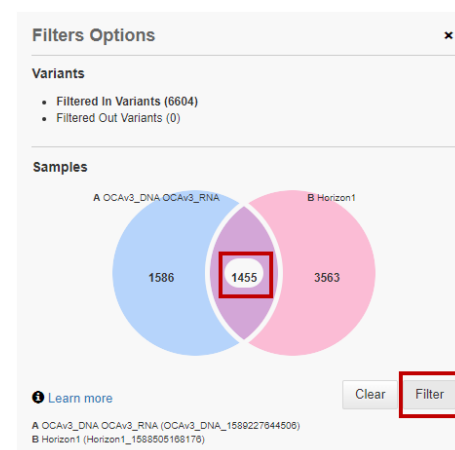 Filters Options ×
Variants
• Filtered In Variants (6604)
• Filtered Out Variants (0)
Samples
A OCAv3_DNA OCAv3_RNA B Horizon1
1586 1455 3563
Learn more Clear Filter
A OCAv3_DNA OCAv3_RNA (OCAv3_DNA_1589227644506)
B Horizon1 (Horizon1_1588505168176)